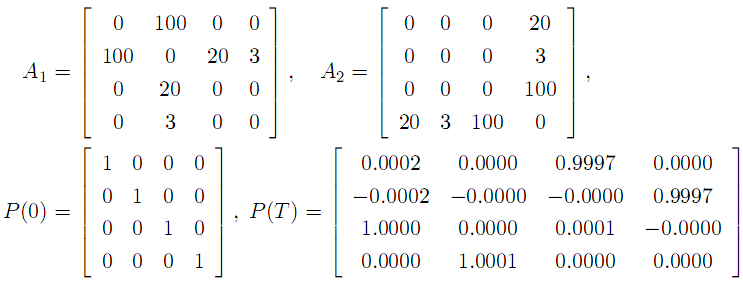 A₁ = [ 0 100 0 0
100 0 20 3
0 20 0 0
0 3 0 0 ] , A₂ = [ 0 0 0 20
0 0 0 3
0 0 0 100
20 3 100 0 ] ,
P(0) = [ 1 0 0 0
0 1 0 0
0 0 1 0
0 0 0 1 ] , P(T) = [ 0.0002 0.0000 0.9997 0.0000
−0.0002 −0.0000 −0.0000 0.9997
1.0000 0.0000 0.0001 −0.0000
0.0000 1.0001 0.0000 0.0000 ]